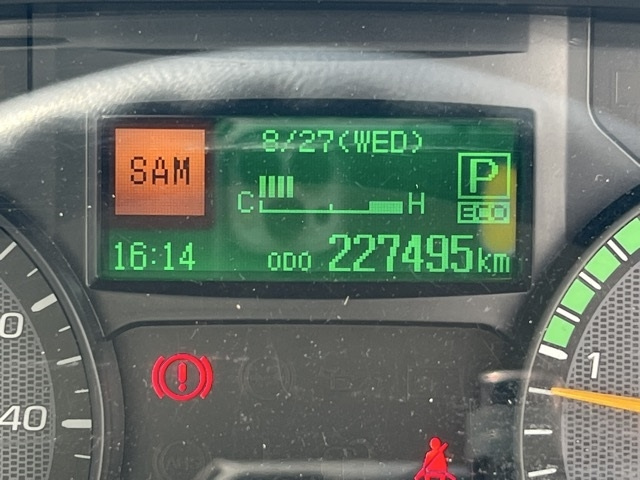 8/27(WED)
SAM
P
C H
ECO
16:14 ODO 227495km
1
40